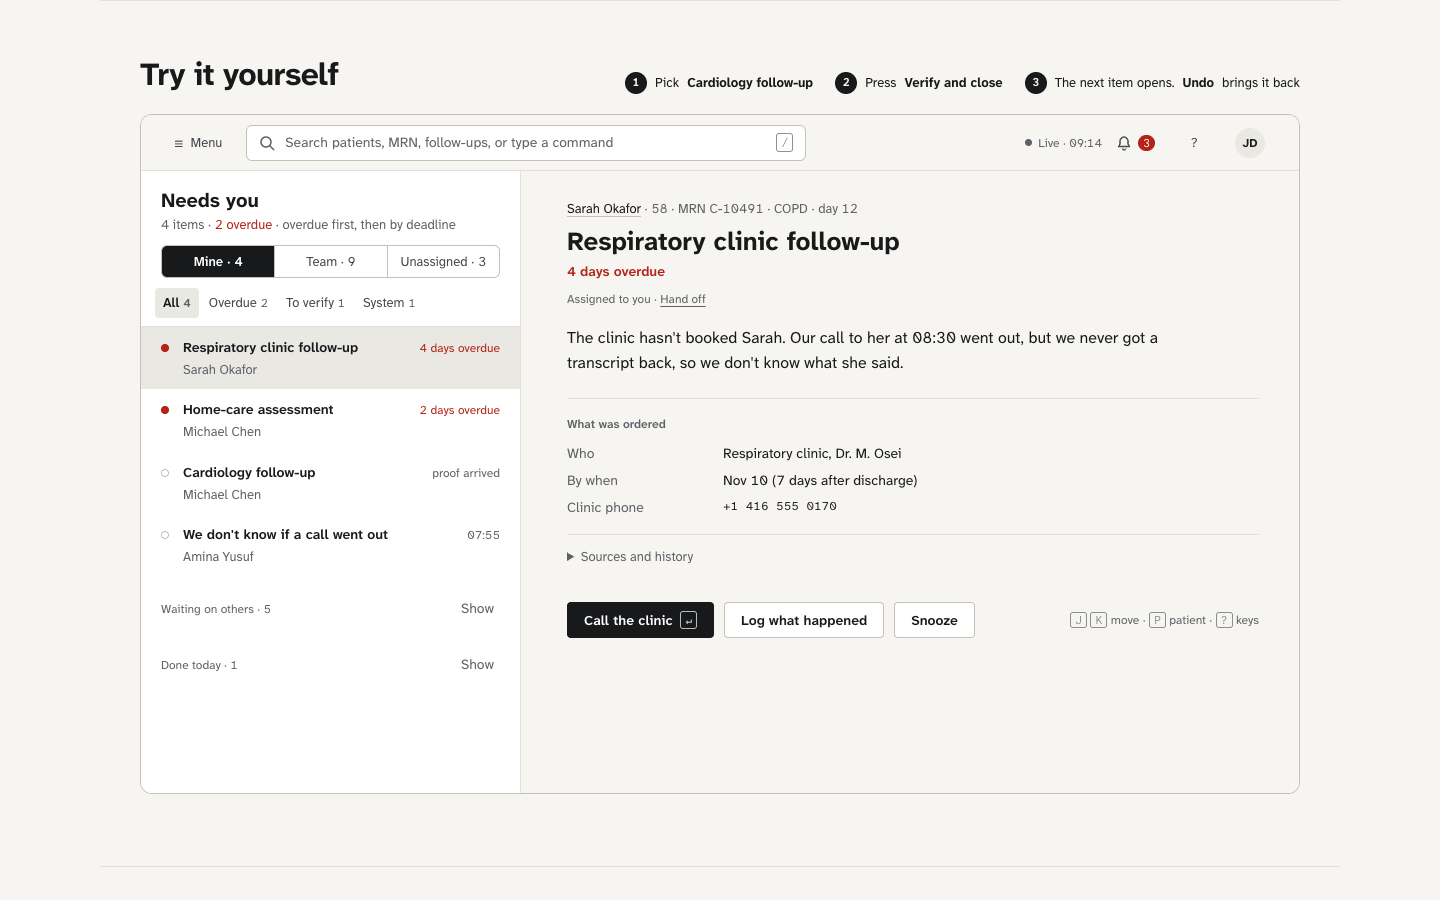 Try it yourself
1 Pick Cardiology follow-up 2 Press Verify and close 3 The next item opens. Undo brings it back
≡ Menu
Search patients, MRN, follow-ups, or type a command /
Live · 09:14
3
?
JD
Needs you
4 items · 2 overdue · overdue first, then by deadline
Mine · 4 Team · 9 Unassigned · 3
All 4 Overdue 2 To verify 1 System 1
Respiratory clinic follow-up 4 days overdue
Sarah Okafor
Home-care assessment 2 days overdue
Michael Chen
Cardiology follow-up proof arrived
Michael Chen
We don't know if a call went out 07:55
Amina Yusuf
Waiting on others · 5 Show
Done today · 1 Show
Sarah Okafor · 58 · MRN C-10491 · COPD · day 12
Respiratory clinic follow-up
4 days overdue
Assigned to you · Hand off
The clinic hasn't booked Sarah. Our call to her at 08:30 went out, but we never got a
transcript back, so we don't know what she said.
What was ordered
Who Respiratory clinic, Dr. M. Osei
By when Nov 10 (7 days after discharge)
Clinic phone +1 416 555 0170
▶ Sources and history
Call the clinic ↵ Log what happened Snooze J K move · P patient · ? keys